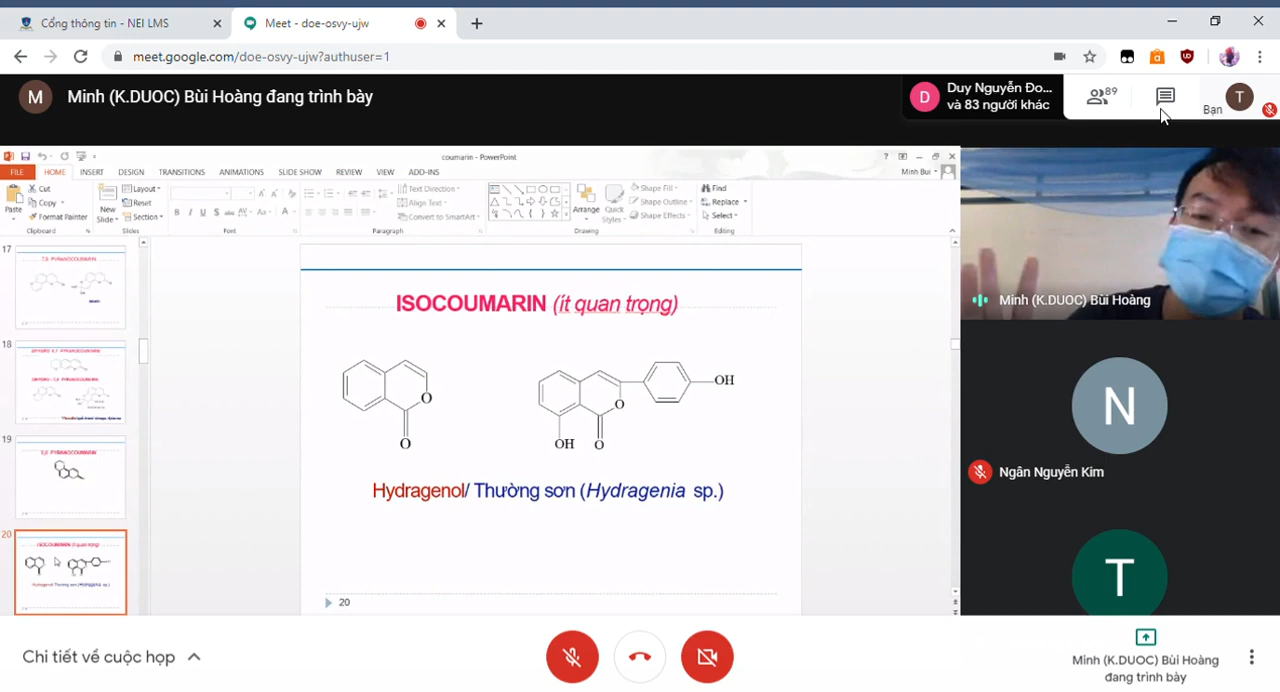 Cổng thông tin - NEI LMS
Meet - doe-osvy-ujw
meet.google.com/doe-osvy-ujw?authuser=1
M
Minh (K.DUOC) Bùi Hoàng đang trình bày
D
Duy Nguyễn Đo...
và 83 người khác
89
Bạn
T
coumarin - PowerPoint
FILE HOME INSERT DESIGN TRANSITIONS ANIMATIONS SLIDE SHOW REVIEW VIEW ADD-INS
Minh Bui
Paste
Cut
Copy
Format Painter
Clipboard
New
Slide
Layout
Reset
Section
Slides
B I U S abc AV Aa A
Font
Text Direction
Align Text
Convert to SmartArt
Paragraph
Arrange
Quick
Styles
Shape Fill
Shape Outline
Shape Effects
Drawing
Find
Replace
Select
Editing
17
18
19
20
ISOCOUMARIN (ít quan trọng)
O
O
OH
O
O
OH
Hydragenol/ Thường sơn (Hydragenia sp.)
20
Minh (K.DUOC) Bùi Hoàng
N
Ngân Nguyễn Kim
T
Chi tiết về cuộc họp
Minh (K.DUOC) Bùi Hoàng
đang trình bày